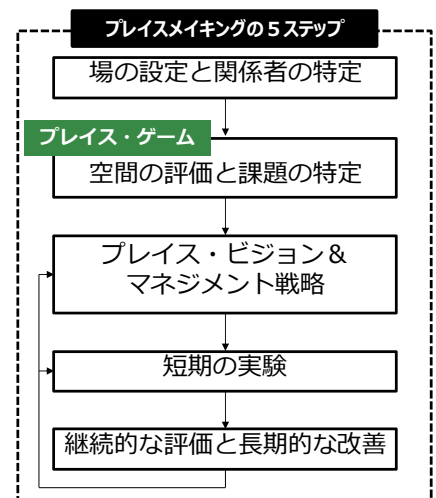 プレイスメイキングの5ステップ
場の設定と関係者の特定
プレイス・ゲーム
空間の評価と課題の特定
プレイス・ビジョン&
マネジメント戦略
短期の実験
継続的な評価と長期的な改善